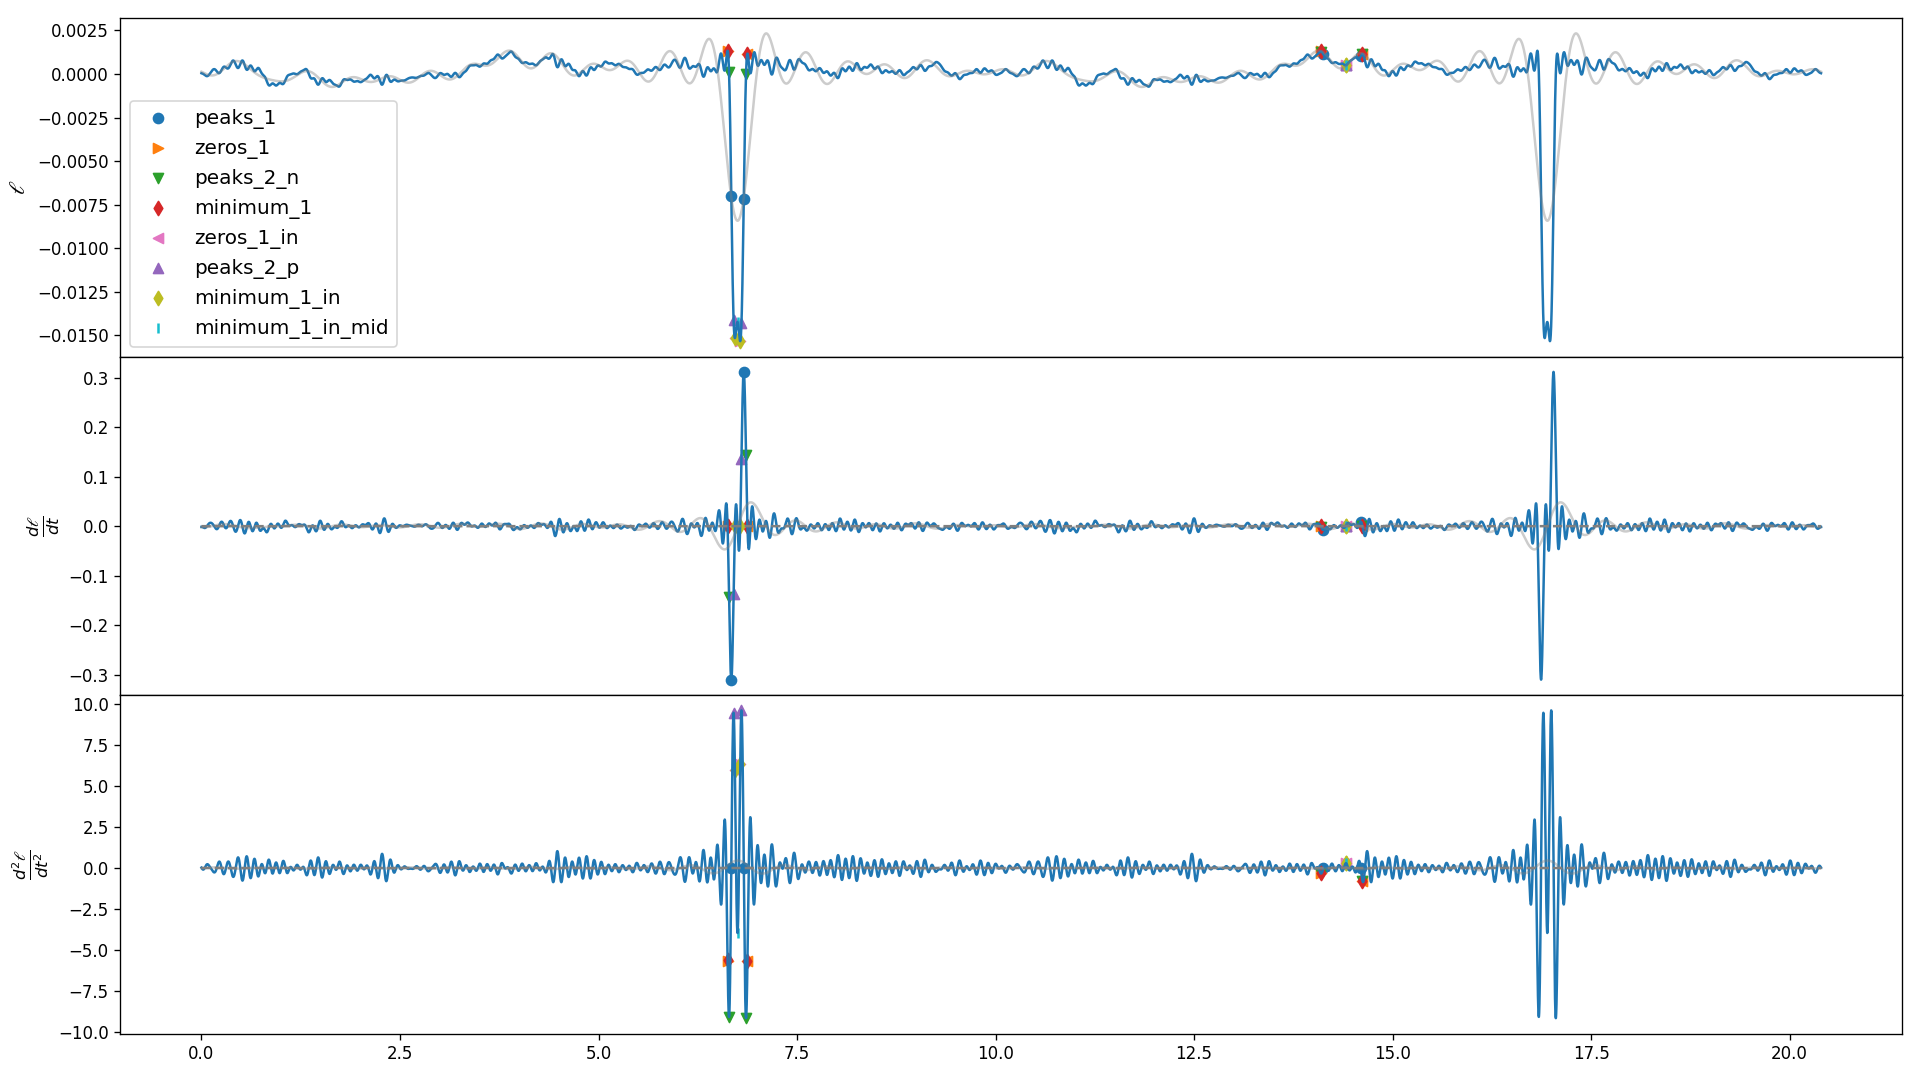 0.0025
0.0000
−0.0025
−0.0050
−0.0075
−0.0100
−0.0125
−0.0150
ℓ
peaks_1
zeros_1
peaks_2_n
minimum_1
zeros_1_in
peaks_2_p
minimum_1_in
minimum_1_in_mid
0.3
0.2
0.1
0.0
−0.1
−0.2
−0.3
dℓ
dt
10.0
7.5
5.0
2.5
0.0
−2.5
−5.0
−7.5
−10.0
d²ℓ
dt²
0.0 2.5 5.0 7.5 10.0 12.5 15.0 17.5 20.0